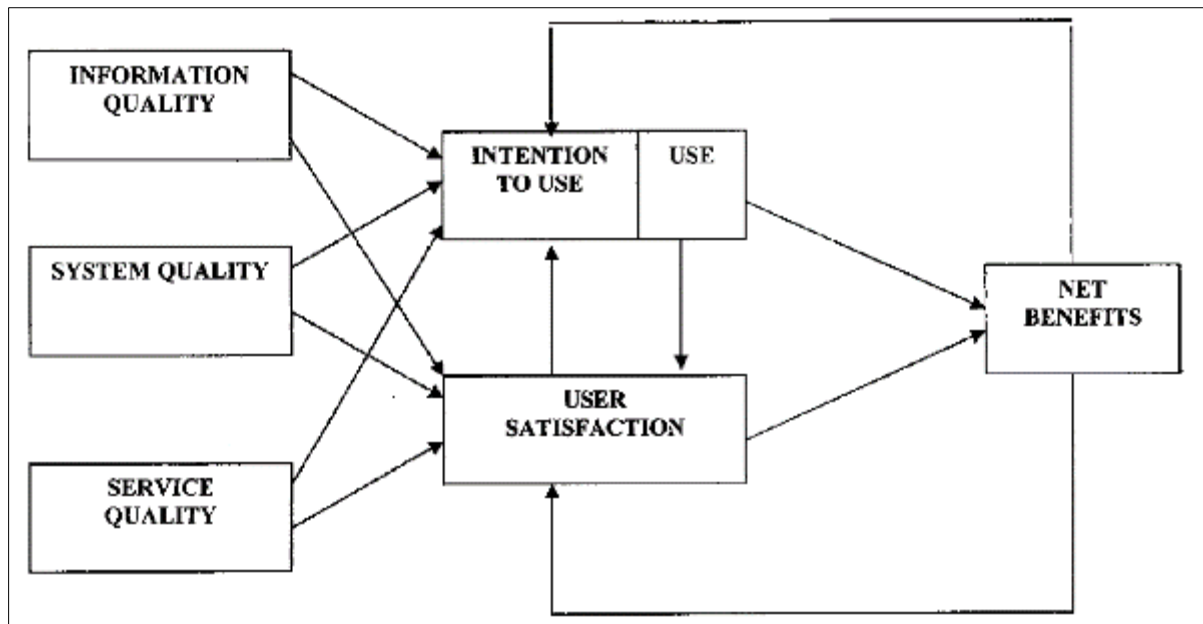 INFORMATION
QUALITY
INTENTION
TO USE
USE
SYSTEM QUALITY
NET
BENEFITS
USER
SATISFACTION
SERVICE
QUALITY